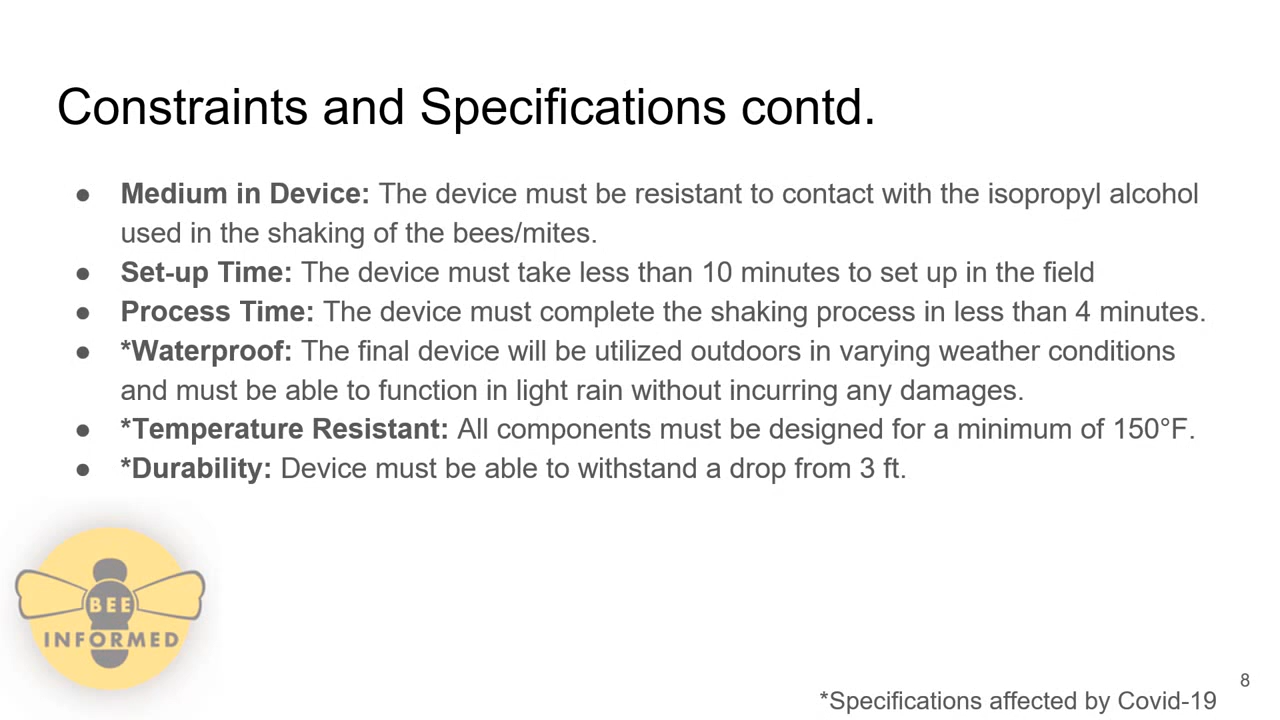 Constraints and Specifications contd.
● Medium in Device: The device must be resistant to contact with the isopropyl alcohol
used in the shaking of the bees/mites.
● Set-up Time: The device must take less than 10 minutes to set up in the field
● Process Time: The device must complete the shaking process in less than 4 minutes.
● *Waterproof: The final device will be utilized outdoors in varying weather conditions
and must be able to function in light rain without incurring any damages.
● *Temperature Resistant: All components must be designed for a minimum of 150°F.
● *Durability: Device must be able to withstand a drop from 3 ft.
BEE
INFORMED
8
*Specifications affected by Covid-19